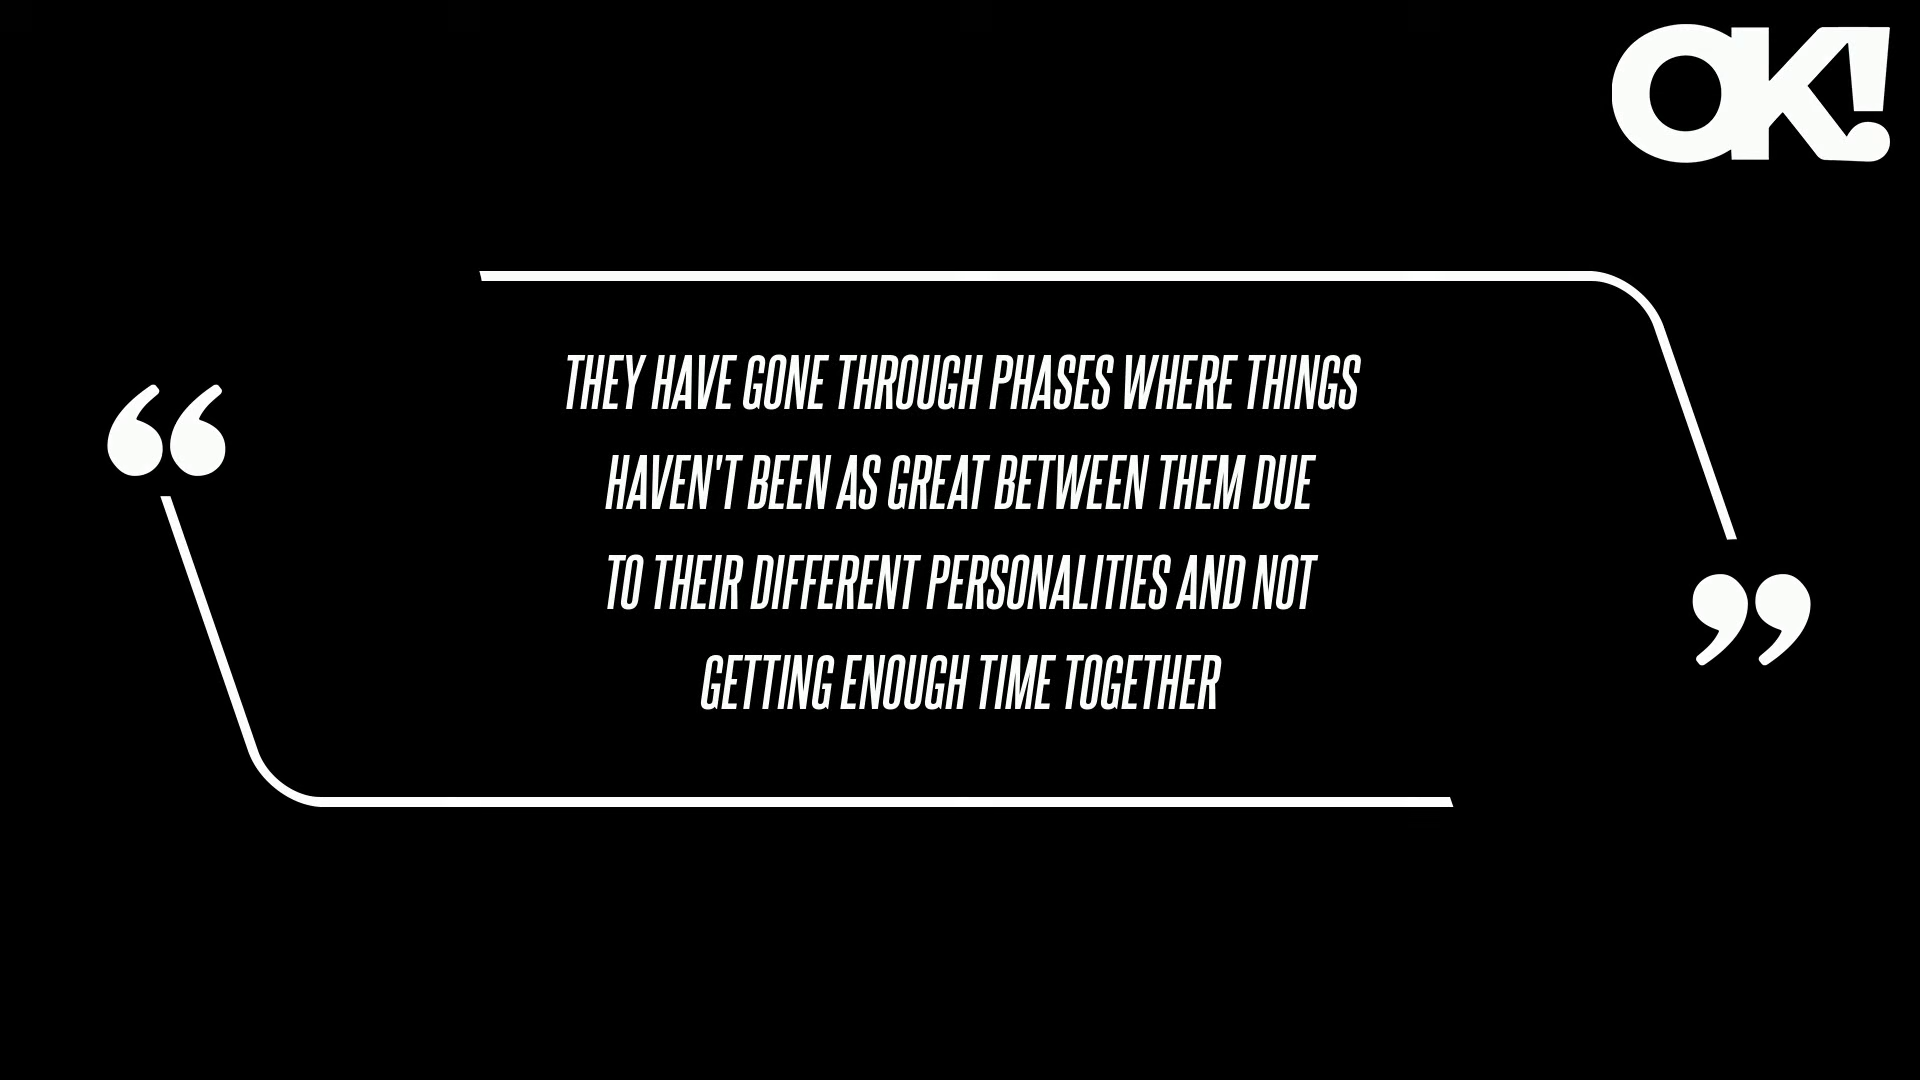 OK!
“
THEY HAVE GONE THROUGH PHASES WHERE THINGS
HAVEN'T BEEN AS GREAT BETWEEN THEM DUE
TO THEIR DIFFERENT PERSONALITIES AND NOT
GETTING ENOUGH TIME TOGETHER
”